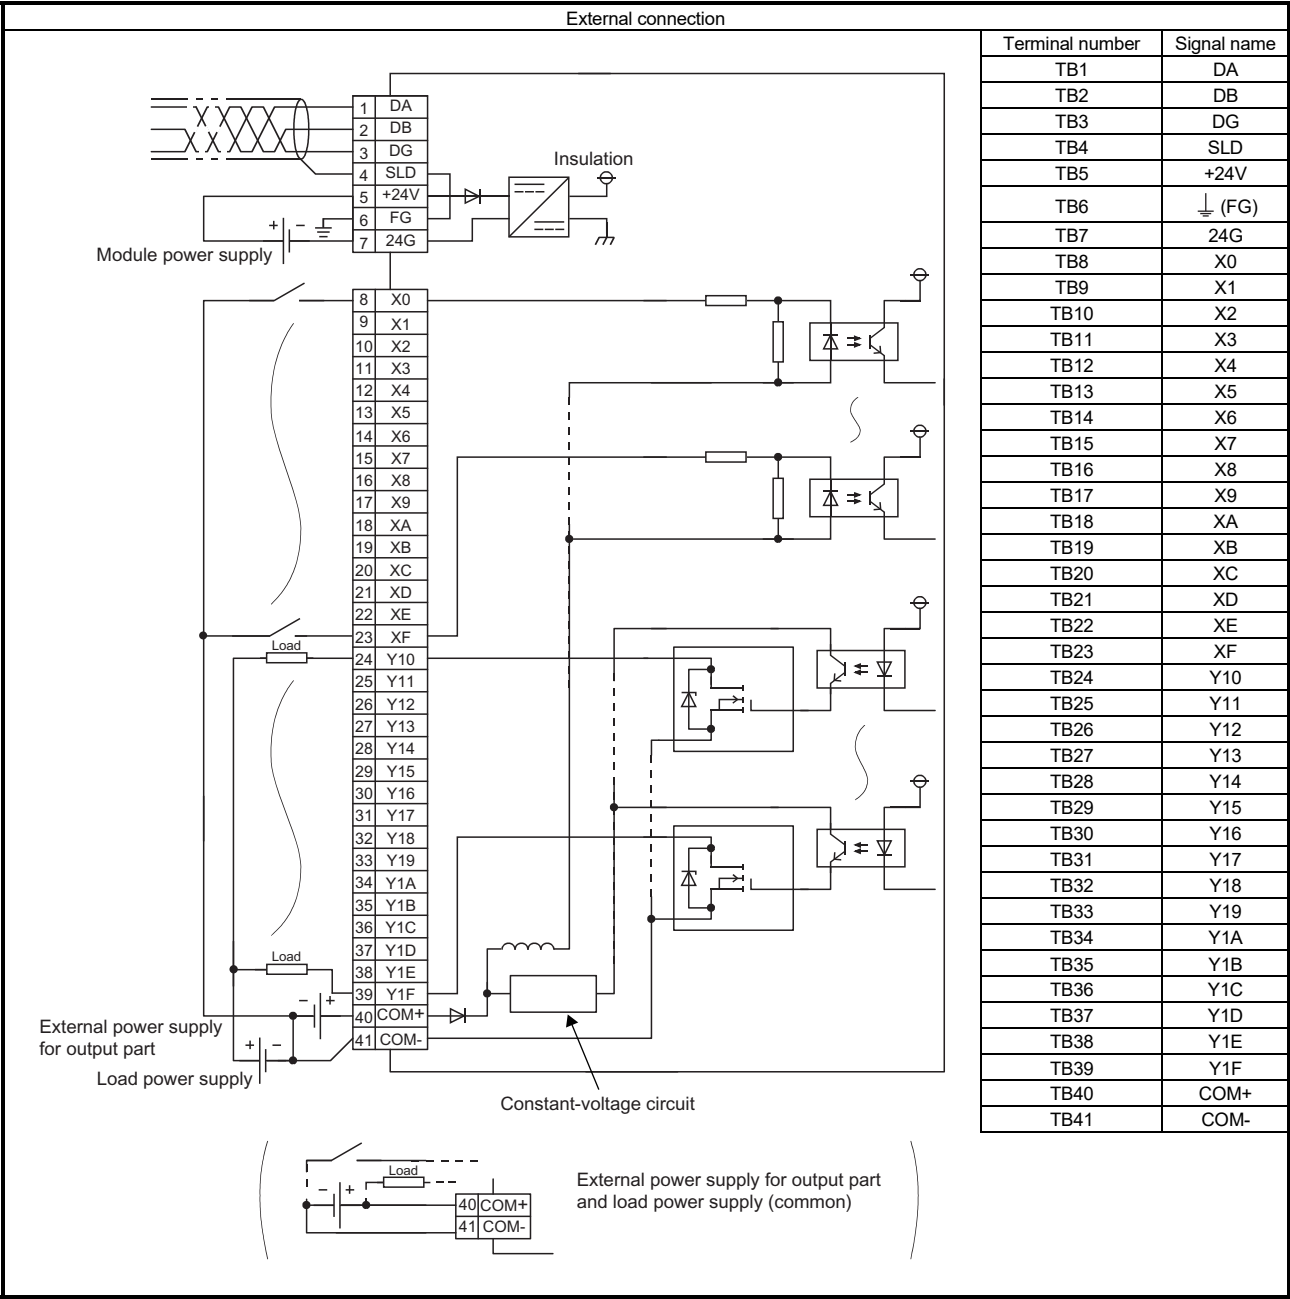 External connection
Terminal number Signal name
TB1 DA
TB2 DB
TB3 DG
TB4 SLD
TB5 +24V
TB6 ⏚ (FG)
TB7 24G
TB8 X0
TB9 X1
TB10 X2
TB11 X3
TB12 X4
TB13 X5
TB14 X6
TB15 X7
TB16 X8
TB17 X9
TB18 XA
TB19 XB
TB20 XC
TB21 XD
TB22 XE
TB23 XF
TB24 Y10
TB25 Y11
TB26 Y12
TB27 Y13
TB28 Y14
TB29 Y15
TB30 Y16
TB31 Y17
TB32 Y18
TB33 Y19
TB34 Y1A
TB35 Y1B
TB36 Y1C
TB37 Y1D
TB38 Y1E
TB39 Y1F
TB40 COM+
TB41 COM-
1 DA
2 DB
3 DG
4 SLD
5 +24V
6 FG
7 24G
Insulation
+ −
Module power supply
8 X0
9 X1
10 X2
11 X3
12 X4
13 X5
14 X6
15 X7
16 X8
17 X9
18 XA
19 XB
20 XC
21 XD
22 XE
23 XF
Load
24 Y10
25 Y11
26 Y12
27 Y13
28 Y14
29 Y15
30 Y16
31 Y17
32 Y18
33 Y19
34 Y1A
35 Y1B
36 Y1C
37 Y1D
Load
38 Y1E
39 Y1F
− +
40 COM+
41 COM-
External power supply
for output part
+ −
Load power supply
Constant-voltage circuit
Load
− +
40 COM+
41 COM-
External power supply for output part
and load power supply (common)